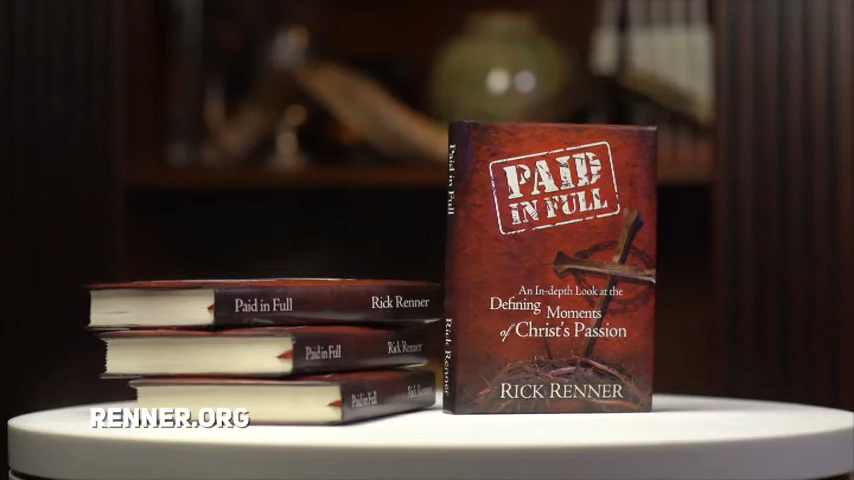 PAID
IN FULL
An In-depth Look at the
Defining Moments
of Christ's Passion
RICK RENNER
Paid in Full
Rick Renner
Paid in Full Rick Renner
Paid in Full Rick Renner
Paid in Full Rick Renner
RENNER.ORG